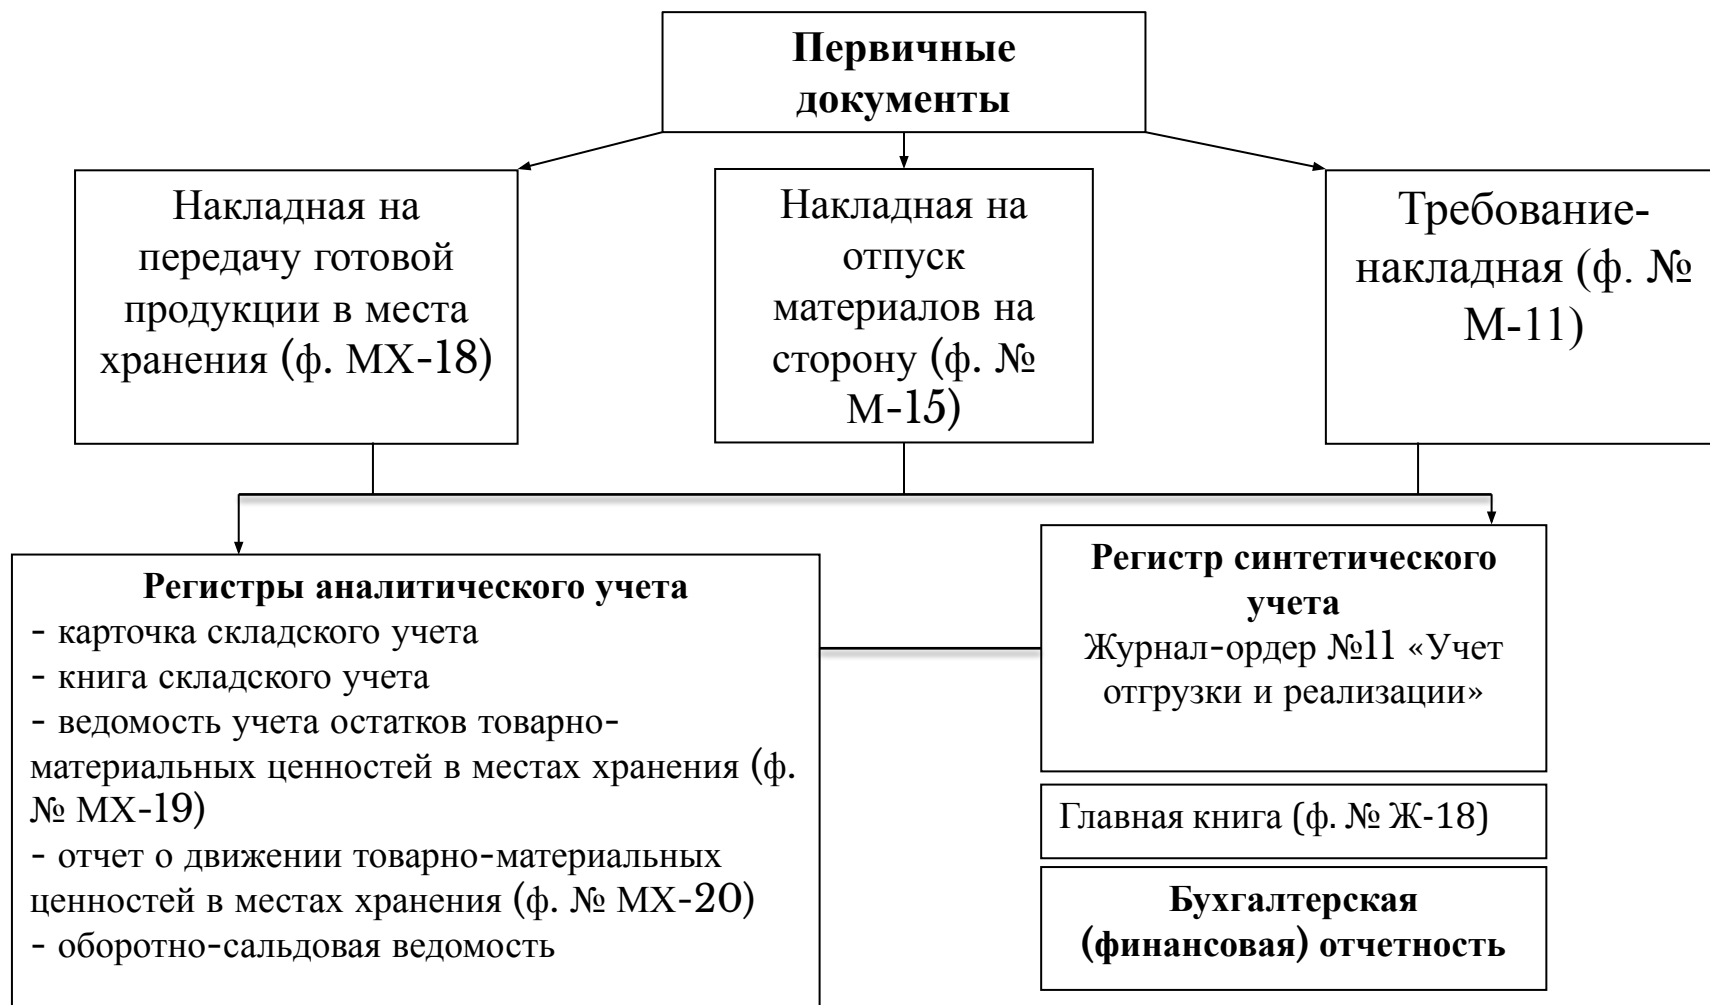 Первичные
документы
Накладная на
передачу готовой
продукции в места
хранения (ф. МХ-18)
Накладная на
отпуск
материалов на
сторону (ф. №
М-15)
Требование-
накладная (ф. №
М-11)
Регистры аналитического учета
- карточка складского учета
- книга складского учета
- ведомость учета остатков товарно-
материальных ценностей в местах хранения (ф.
№ МХ-19)
- отчет о движении товарно-материальных
ценностей в местах хранения (ф. № МХ-20)
- оборотно-сальдовая ведомость
Регистр синтетического
учета
Журнал-ордер №11 «Учет
отгрузки и реализации»
Главная книга (ф. № Ж-18)
Бухгалтерская
(финансовая) отчетность